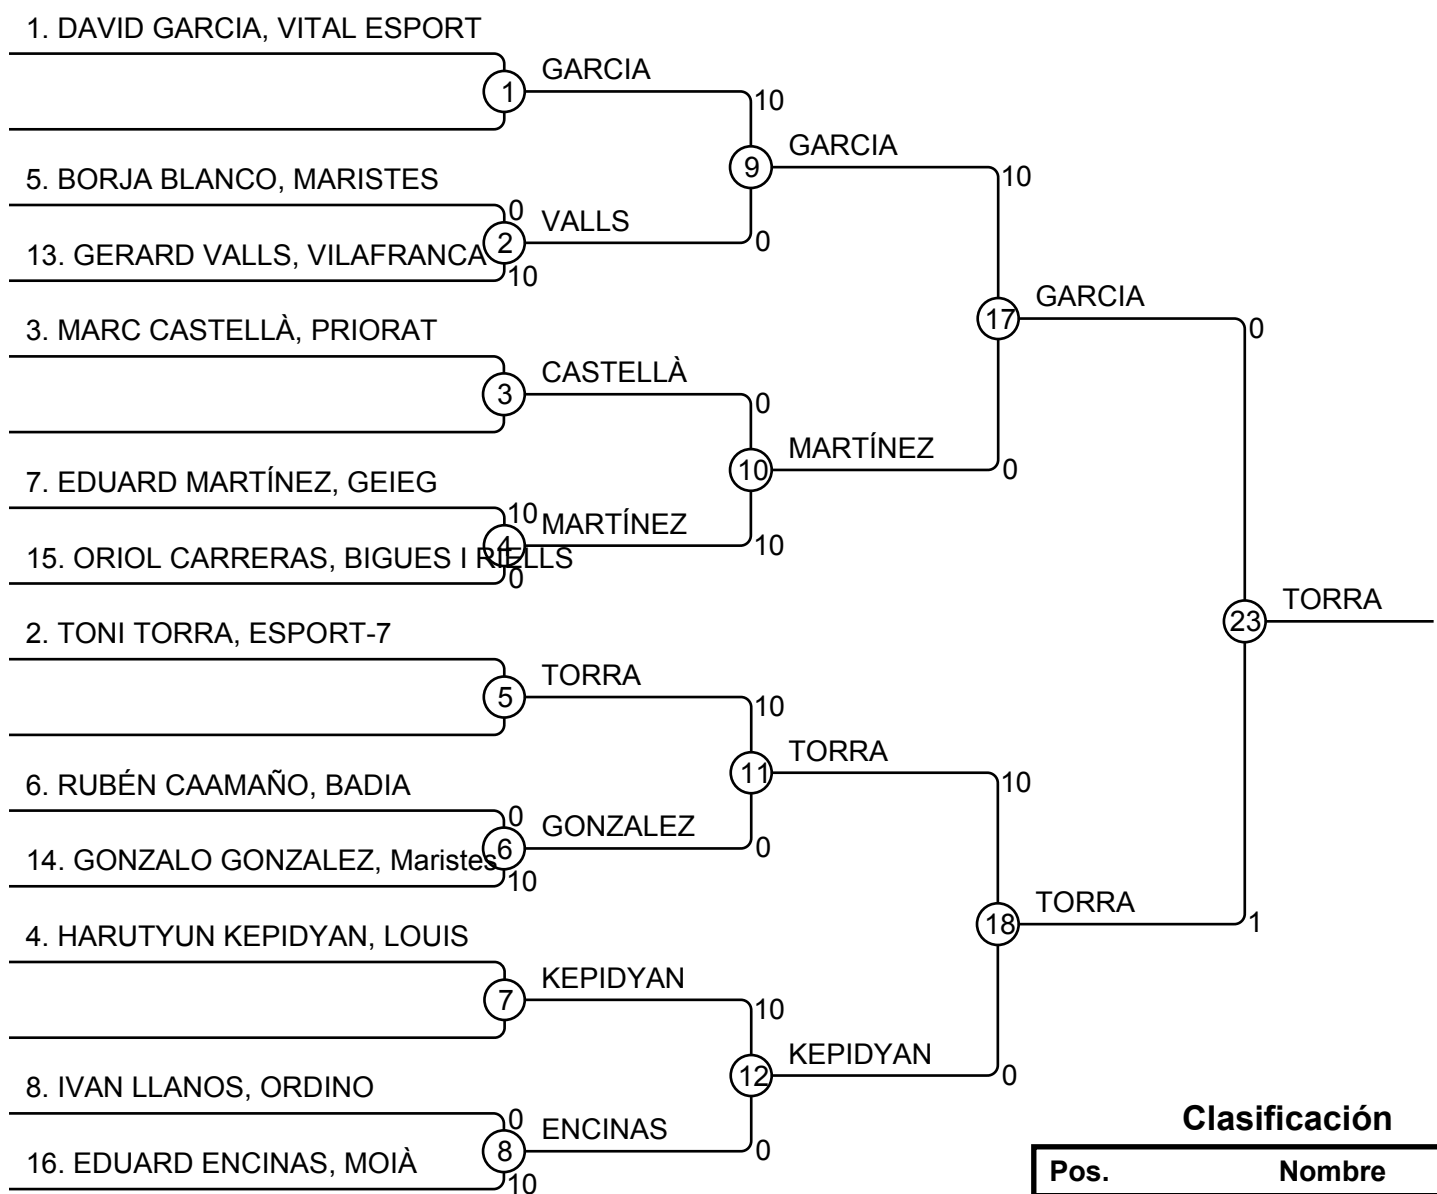 1. DAVID GARCIA, VITAL ESPORT
GARCIA
1
10
GARCIA
9
5. BORJA BLANCO, MARISTES
10
0
VALLS
2
0
13. GERARD VALLS, VILAFRANCA
10
GARCIA
17
0
3. MARC CASTELLÀ, PRIORAT
CASTELLÀ
3
0
MARTÍNEZ
10
0
7. EDUARD MARTÍNEZ, GEIEG
10
MARTÍNEZ
4
10
15. ORIOL CARRERAS, BIGUES I RIELLS
0
TORRA
23
2. TONI TORRA, ESPORT-7
TORRA
5
10
TORRA
11
10
6. RUBÉN CAAMAÑO, BADIA
0
GONZALEZ
6
0
14. GONZALO GONZALEZ, Maristes
10
TORRA
18
1
4. HARUTYUN KEPIDYAN, LOUIS
KEPIDYAN
7
10
KEPIDYAN
12
0
8. IVAN LLANOS, ORDINO
0
ENCINAS
8
0
16. EDUARD ENCINAS, MOIÀ
10
Clasificación
Pos. Nombre